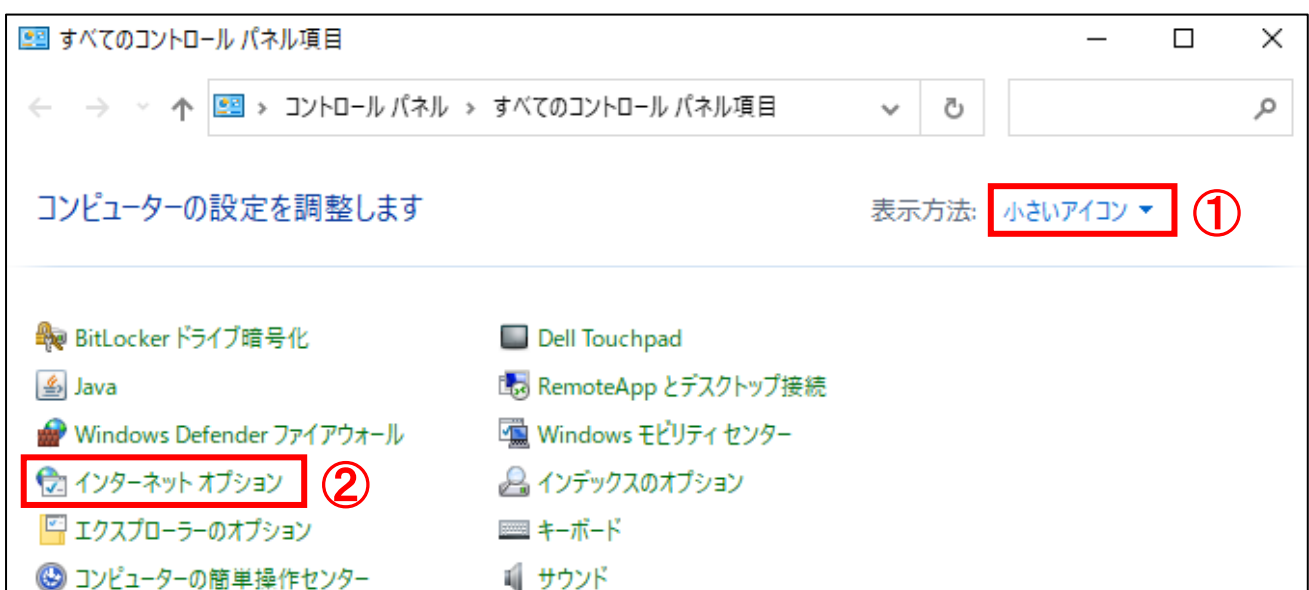 すべてのコントロール パネル項目
コントロール パネル > すべてのコントロール パネル項目
コンピューターの設定を調整します
表示方法: 小さいアイコン ①
BitLocker ドライブ暗号化
Dell Touchpad
Java
RemoteApp とデスクトップ接続
Windows Defender ファイアウォール
Windows モビリティ センター
インターネット オプション ②
インデックスのオプション
エクスプローラーのオプション
キーボード
コンピューターの簡単操作センター
サウンド